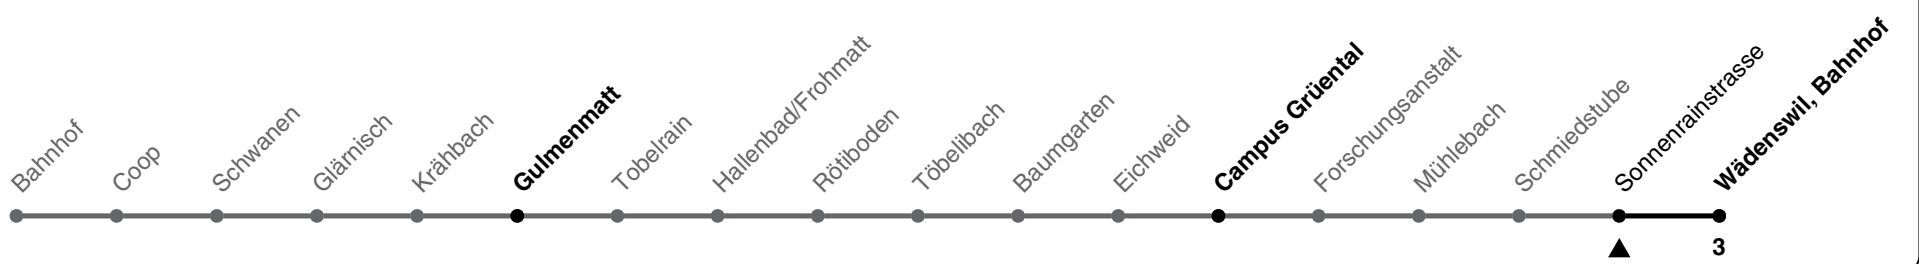 Bahnhof
Coop
Schwanen
Glärnisch
Krähbach
Gulmenmatt
Tobelrain
Hallenbad/Frohmatt
Rötiboden
Töbelibach
Baumgarten
Eichweid
Campus Grüental
Forschungsanstalt
Mühlebach
Schmiedstube
Sonnenrainstrasse
Wädenswil, Bahnhof
3